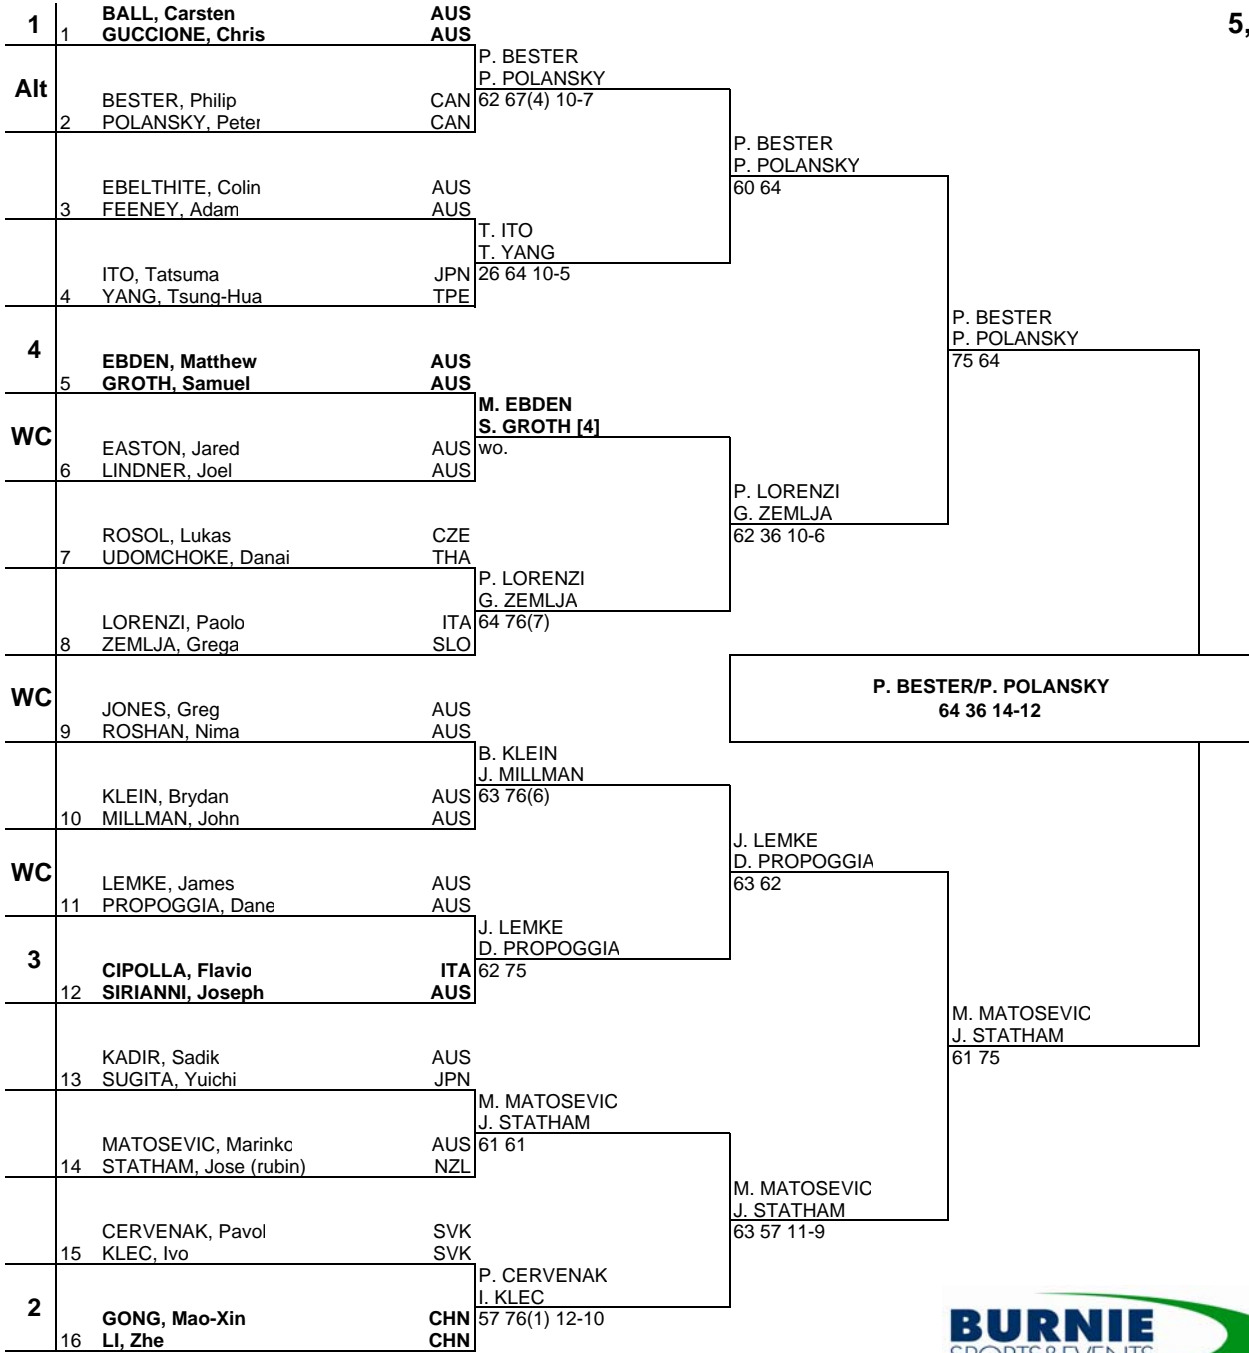 5,
1 1 BALL, Carsten AUS
GUCCIONE, Chris AUS
P. BESTER
P. POLANSKY
62 67(4) 10-7
Alt BESTER, Philip CAN
2 POLANSKY, Peter CAN
P. BESTER
P. POLANSKY
60 64
EBELTHITE, Colin AUS
3 FEENEY, Adam AUS
T. ITO
T. YANG
26 64 10-5
ITO, Tatsuma JPN
4 YANG, Tsung-Hua TPE
P. BESTER
P. POLANSKY
75 64
4 EBDEN, Matthew AUS
5 GROTH, Samuel AUS
M. EBDEN
S. GROTH [4]
wo.
WC EASTON, Jared AUS
6 LINDNER, Joel AUS
P. LORENZI
G. ZEMLJA
62 36 10-6
ROSOL, Lukas CZE
7 UDOMCHOKE, Danai THA
P. LORENZI
G. ZEMLJA
64 76(7)
LORENZI, Paolo ITA
8 ZEMLJA, Grega SLO
P. BESTER/P. POLANSKY
64 36 14-12
WC JONES, Greg AUS
9 ROSHAN, Nima AUS
B. KLEIN
J. MILLMAN
63 76(6)
KLEIN, Brydan AUS
10 MILLMAN, John AUS
J. LEMKE
D. PROPOGGIA
63 62
WC LEMKE, James AUS
11 PROPOGGIA, Dane AUS
J. LEMKE
D. PROPOGGIA
62 75
3 CIPOLLA, Flavio ITA
12 SIRIANNI, Joseph AUS
M. MATOSEVIC
J. STATHAM
61 75
KADIR, Sadik AUS
13 SUGITA, Yuichi JPN
M. MATOSEVIC
J. STATHAM
61 61
MATOSEVIC, Marinko AUS
14 STATHAM, Jose (rubin) NZL
M. MATOSEVIC
J. STATHAM
63 57 11-9
CERVENAK, Pavol SVK
15 KLEC, Ivo SVK
P. CERVENAK
I. KLEC
57 76(1) 12-10
2 GONG, Mao-Xin CHN
16 LI, Zhe CHN
BURNIE
SPORTS & EVENTS